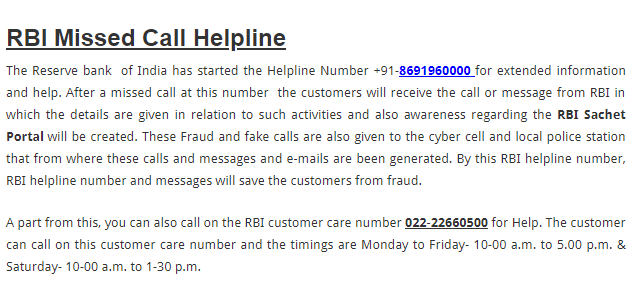 RBI Missed Call Helpline
The Reserve bank of India has started the Helpline Number +91-8691960000 for extended information
and help. After a missed call at this number the customers will receive the call or message from RBI in
which the details are given in relation to such activities and also awareness regarding the RBI Sachet
Portal will be created. These Fraud and fake calls are also given to the cyber cell and local police station
that from where these calls and messages and e-mails are been generated. By this RBI helpline number,
RBI helpline number and messages will save the customers from fraud.
A part from this, you can also call on the RBI customer care number 022-22660500 for Help. The customer
can call on this customer care number and the timings are Monday to Friday- 10-00 a.m. to 5.00 p.m. &
Saturday- 10-00 a.m. to 1-30 p.m.